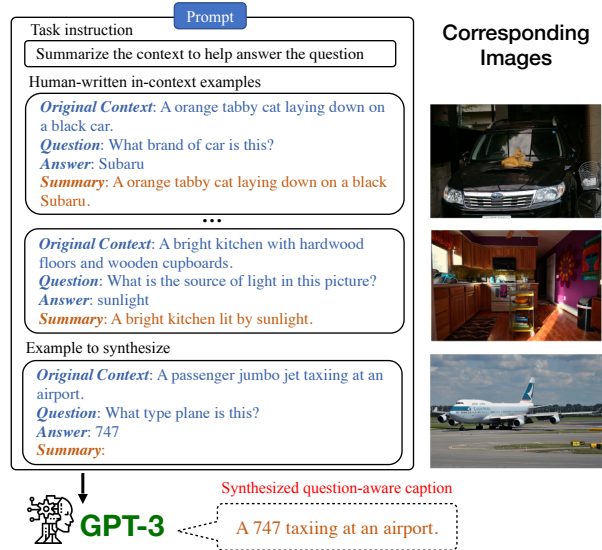 Prompt
Task instruction
Summarize the context to help answer the question
Human-written in-context examples
Original Context: A orange tabby cat laying down on
a black car.
Question: What brand of car is this?
Answer: Subaru
Summary: A orange tabby cat laying down on a black
Subaru.
...
Original Context: A bright kitchen with hardwood
floors and wooden cupboards.
Question: What is the source of light in this picture?
Answer: sunlight
Summary: A bright kitchen lit by sunlight.
Example to synthesize
Original Context: A passenger jumbo jet taxiing at an
airport.
Question: What type plane is this?
Answer: 747
Summary:
Corresponding
Images
GPT-3
Synthesized question-aware caption
A 747 taxiing at an airport.